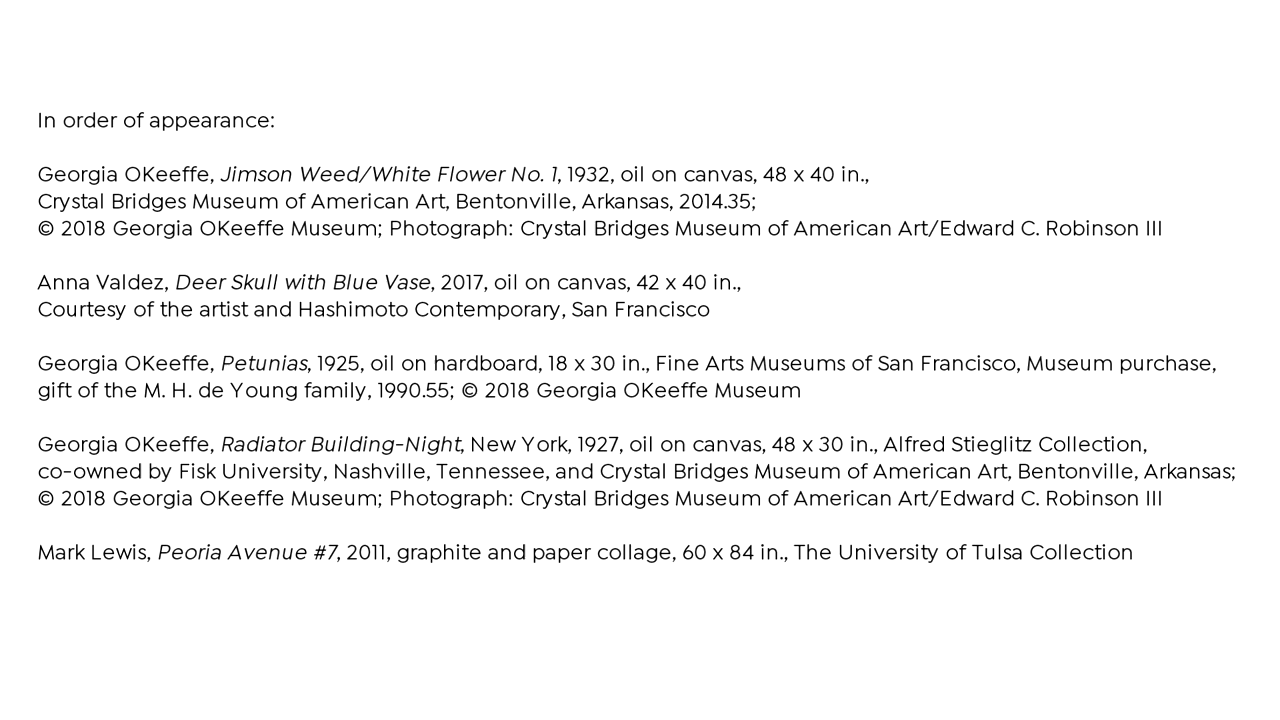 In order of appearance:
Georgia OKeeffe, Jimson Weed/White Flower No. 1, 1932, oil on canvas, 48 x 40 in.,
Crystal Bridges Museum of American Art, Bentonville, Arkansas, 2014.35;
© 2018 Georgia OKeeffe Museum; Photograph: Crystal Bridges Museum of American Art/Edward C. Robinson III
Anna Valdez, Deer Skull with Blue Vase, 2017, oil on canvas, 42 x 40 in.,
Courtesy of the artist and Hashimoto Contemporary, San Francisco
Georgia OKeeffe, Petunias, 1925, oil on hardboard, 18 x 30 in., Fine Arts Museums of San Francisco, Museum purchase,
gift of the M. H. de Young family, 1990.55; © 2018 Georgia OKeeffe Museum
Georgia OKeeffe, Radiator Building-Night, New York, 1927, oil on canvas, 48 x 30 in., Alfred Stieglitz Collection,
co-owned by Fisk University, Nashville, Tennessee, and Crystal Bridges Museum of American Art, Bentonville, Arkansas;
© 2018 Georgia OKeeffe Museum; Photograph: Crystal Bridges Museum of American Art/Edward C. Robinson III
Mark Lewis, Peoria Avenue #7, 2011, graphite and paper collage, 60 x 84 in., The University of Tulsa Collection